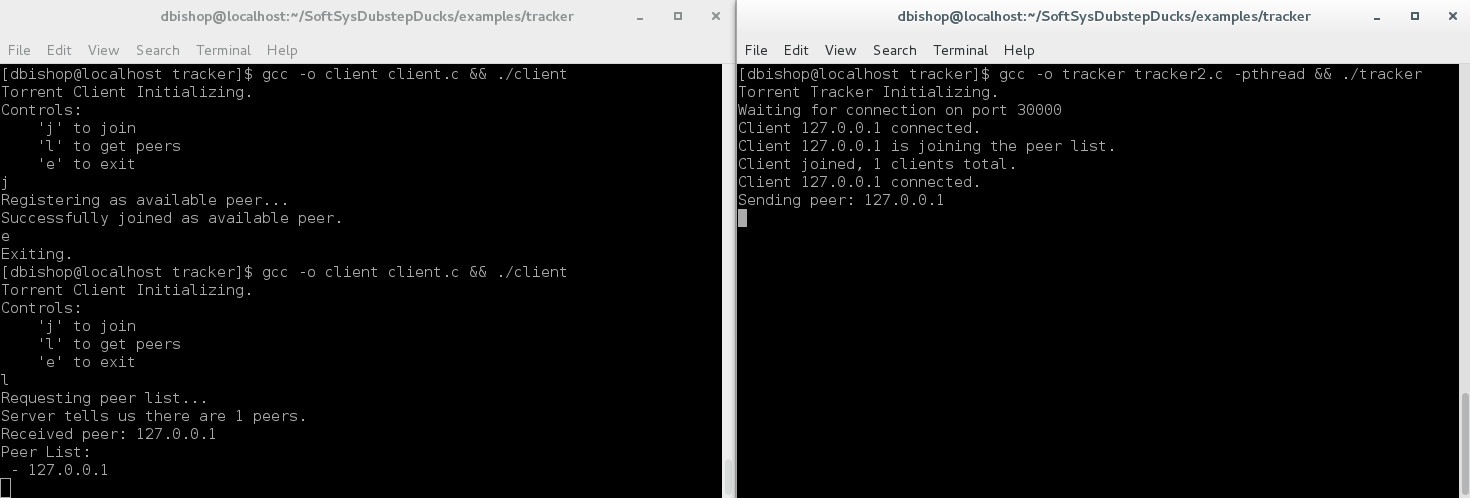 dbishop@localhost:~/SoftSysDubstepDucks/examples/tracker
File Edit View Search Terminal Help
[dbishop@localhost tracker]$ gcc -o client client.c && ./client
Torrent Client Initializing.
Controls:
    'j' to join
    'l' to get peers
    'e' to exit
j
Registering as available peer...
Successfully joined as available peer.
e
Exiting.
[dbishop@localhost tracker]$ gcc -o client client.c && ./client
Torrent Client Initializing.
Controls:
    'j' to join
    'l' to get peers
    'e' to exit
l
Requesting peer list...
Server tells us there are 1 peers.
Received peer: 127.0.0.1
Peer List:
 - 127.0.0.1
dbishop@localhost:~/SoftSysDubstepDucks/examples/tracker
File Edit View Search Terminal Help
[dbishop@localhost tracker]$ gcc -o tracker tracker2.c -pthread && ./tracker
Torrent Tracker Initializing.
Waiting for connection on port 30000
Client 127.0.0.1 connected.
Client 127.0.0.1 is joining the peer list.
Client joined, 1 clients total.
Client 127.0.0.1 connected.
Sending peer: 127.0.0.1